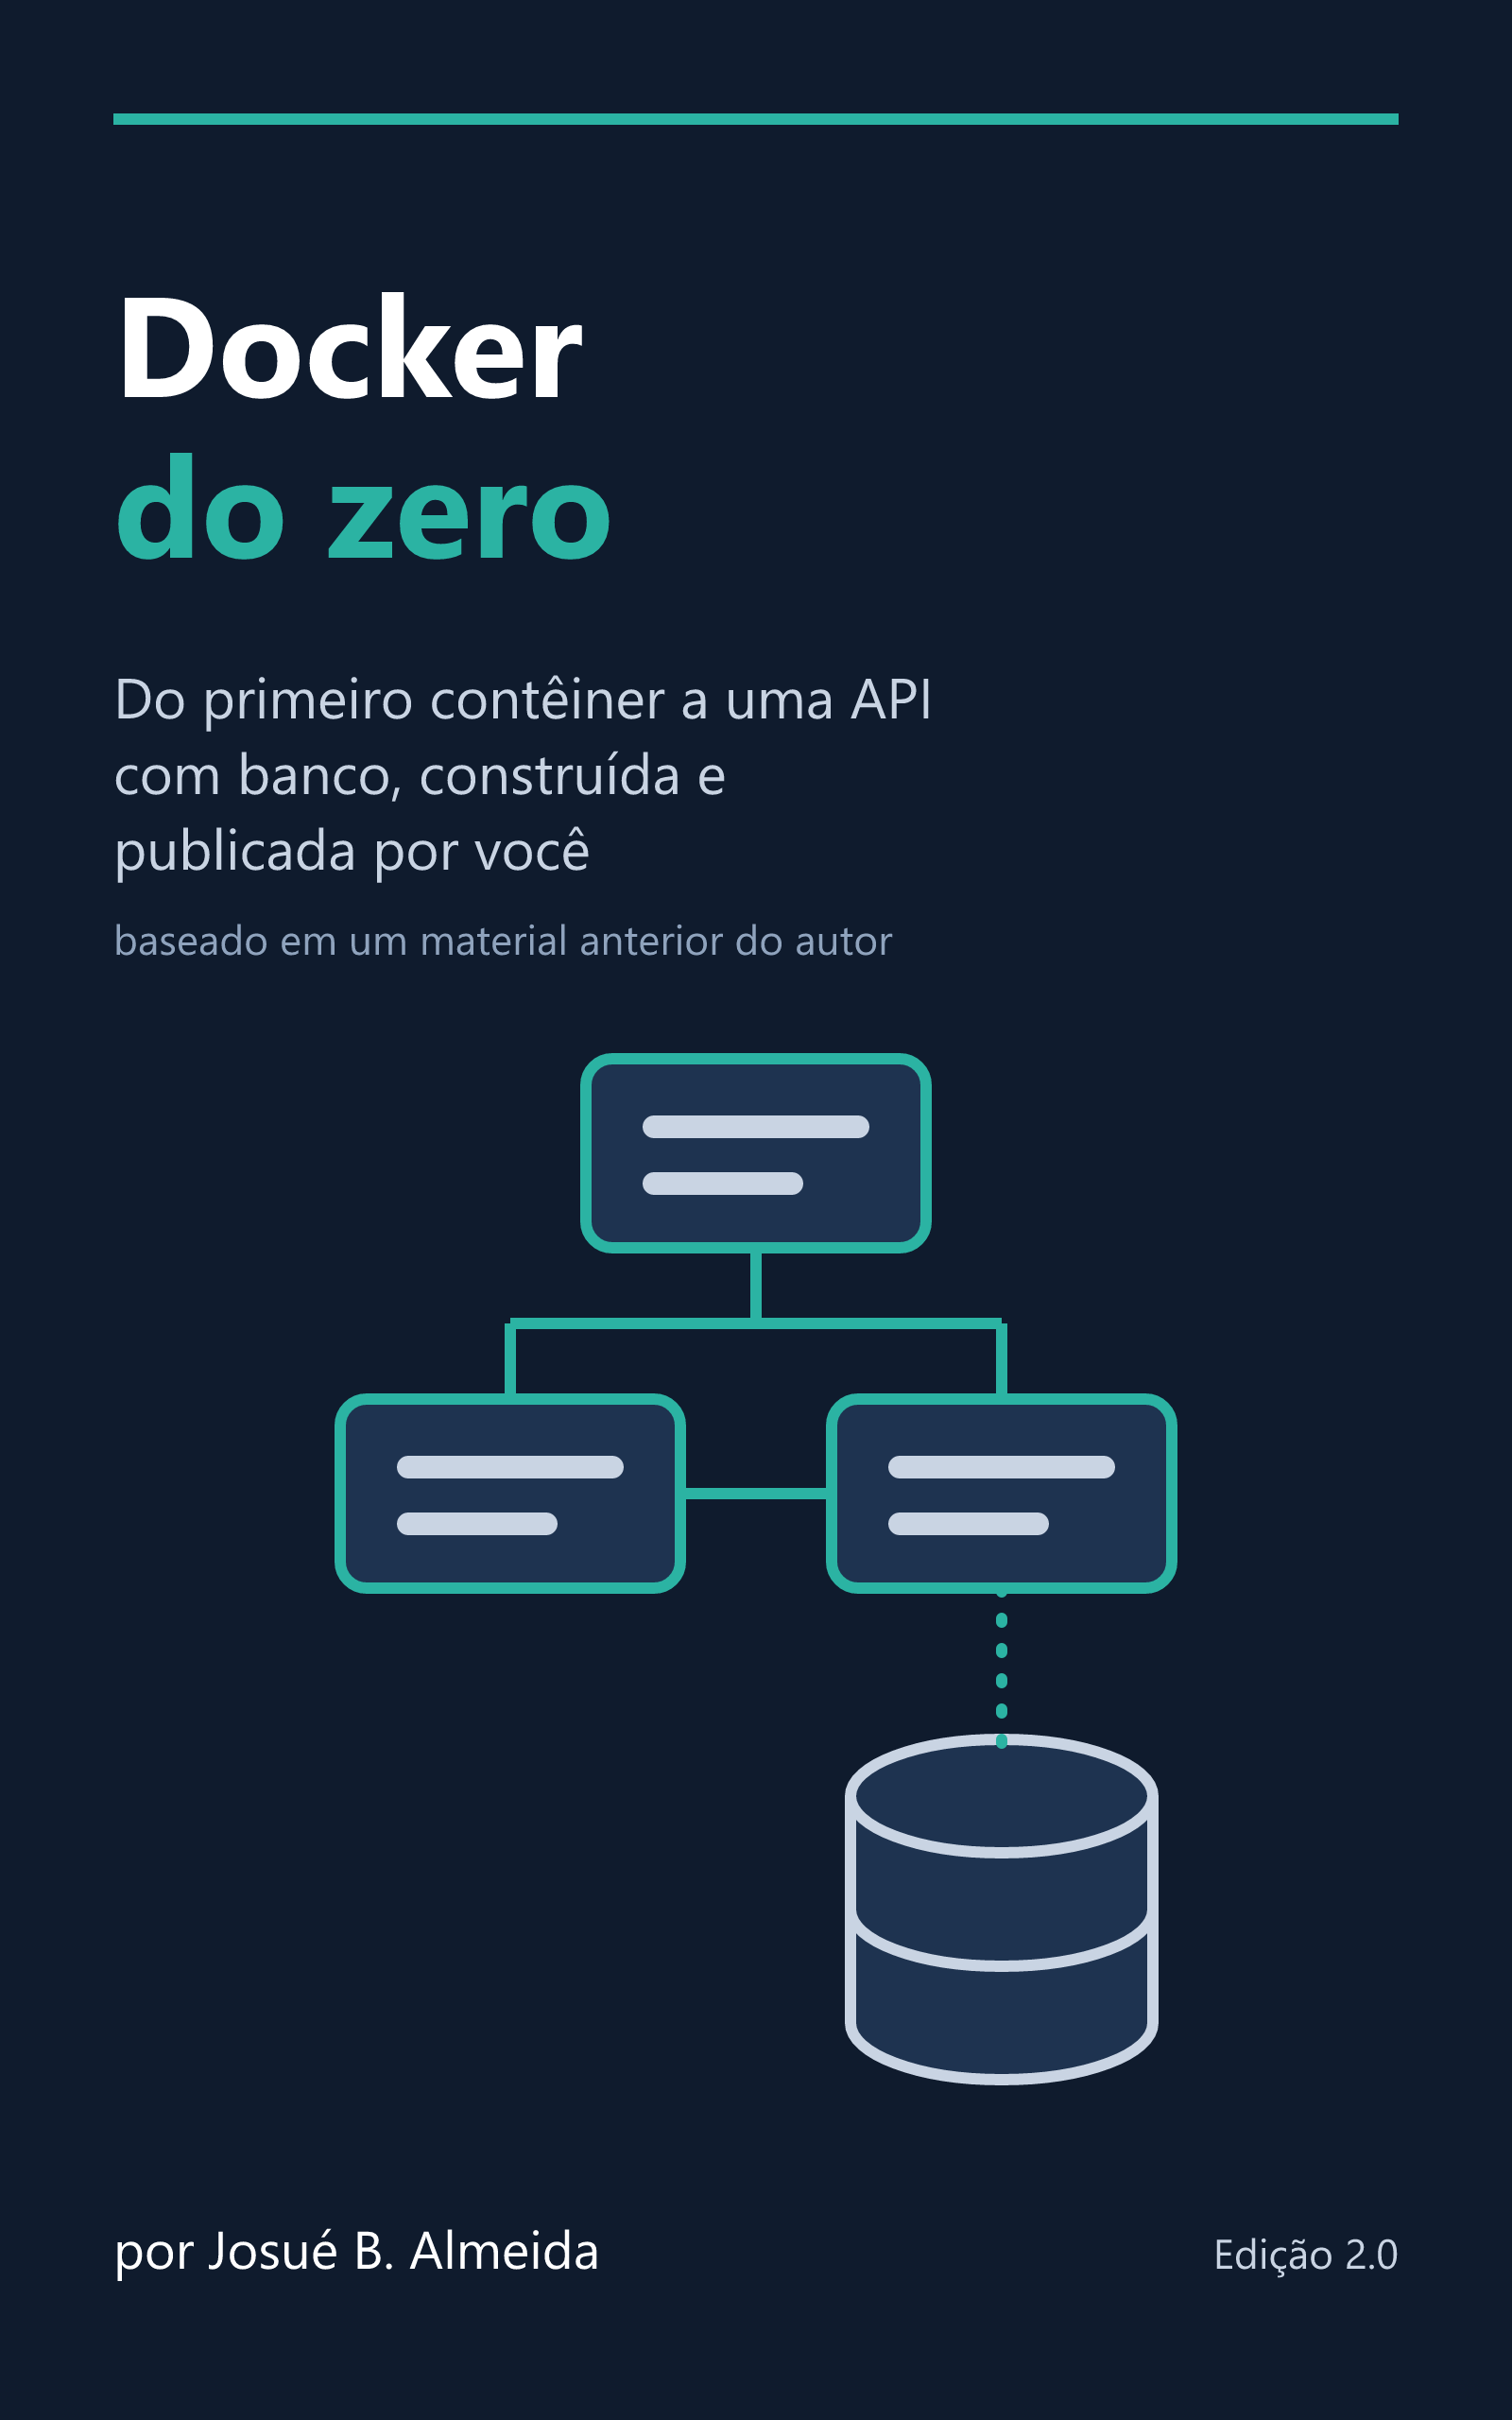 Docker
do zero
Do primeiro contêiner a uma API
com banco, construída e
publicada por você
baseado em um material anterior do autor
por Josué B. Almeida
Edição 2.0